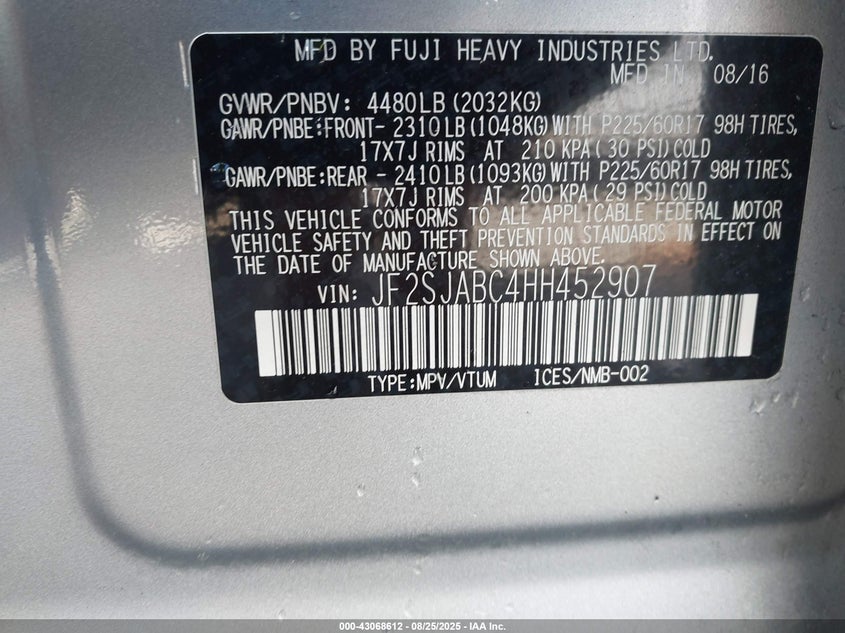 MFD BY FUJI HEAVY INDUSTRIES LTD.
MFD IN 08/16
GVWR/PNBV: 4480LB (2032KG)
GAWR/PNBE:FRONT- 2310LB (1048KG) WITH P225/60R17 98H TIRES,
17X7J RIMS AT 210 KPA( 30 PSI) COLD
GAWR/PNBE:REAR - 2410LB (1093KG) WITH P225/60R17 98H TIRES,
17X7J RIMS AT 200 KPA( 29 PSI) COLD
THIS VEHICLE CONFORMS TO ALL APPLICABLE FEDERAL MOTOR
VEHICLE SAFETY AND THEFT PREVENTION STANDARDS IN EFFECT ON
THE DATE OF MANUFACTURE SHOWN ABOVE.
VIN: JF2SJABC4HH452907
TYPE:MPV/VTUM ICES/NMB-002
000-43068612 - 08/25/2025 - IAA Inc.